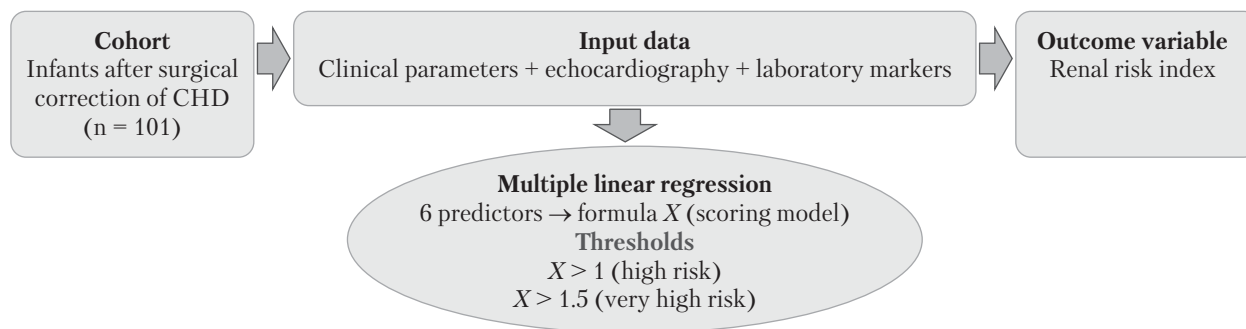 Cohort
Infants after surgical
correction of CHD
(n = 101)
Input data
Clinical parameters + echocardiography + laboratory markers
Outcome variable
Renal risk index
Multiple linear regression
6 predictors → formula X (scoring model)
Thresholds
X > 1 (high risk)
X > 1.5 (very high risk)